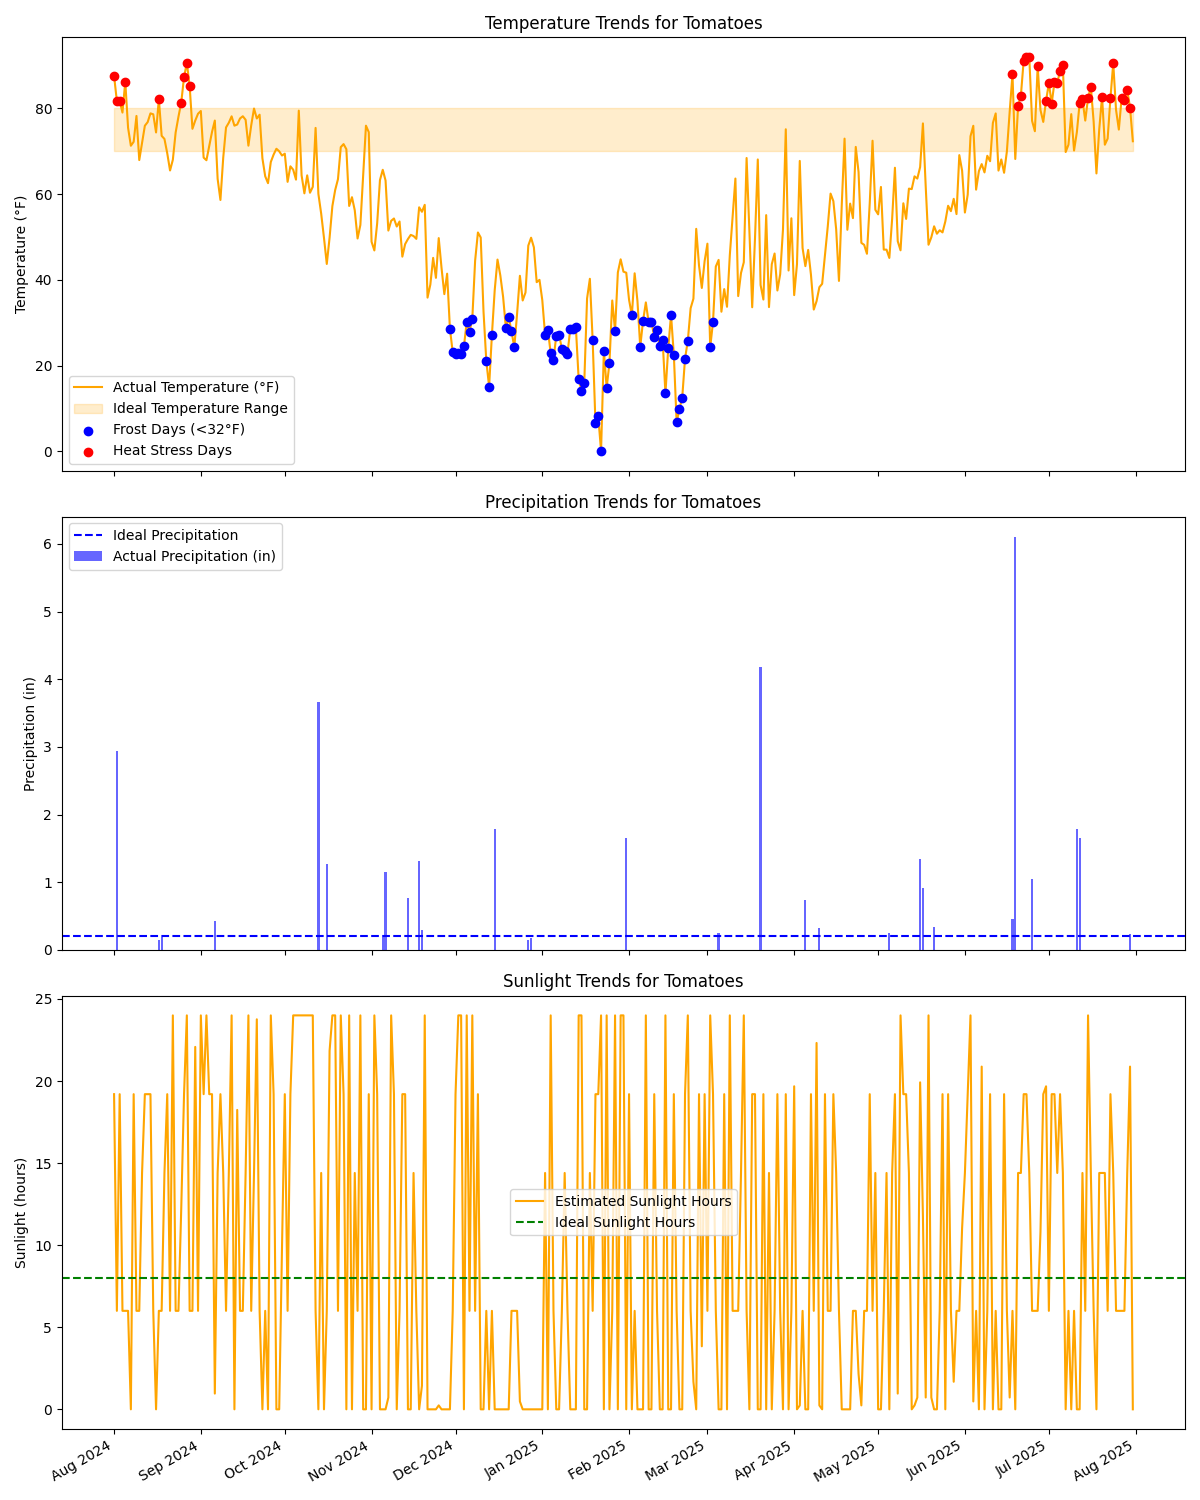 Temperature Trends for Tomatoes
Temperature (°F)
80
60
40
20
0
Actual Temperature (°F)
Ideal Temperature Range
Frost Days (<32°F)
Heat Stress Days
Precipitation Trends for Tomatoes
Precipitation (in)
6
5
4
3
2
1
0
Ideal Precipitation
Actual Precipitation (in)
Sunlight Trends for Tomatoes
Sunlight (hours)
25
20
15
10
5
0
Estimated Sunlight Hours
Ideal Sunlight Hours
Aug 2024
Sep 2024
Oct 2024
Nov 2024
Dec 2024
Jan 2025
Feb 2025
Mar 2025
Apr 2025
May 2025
Jun 2025
Jul 2025
Aug 2025